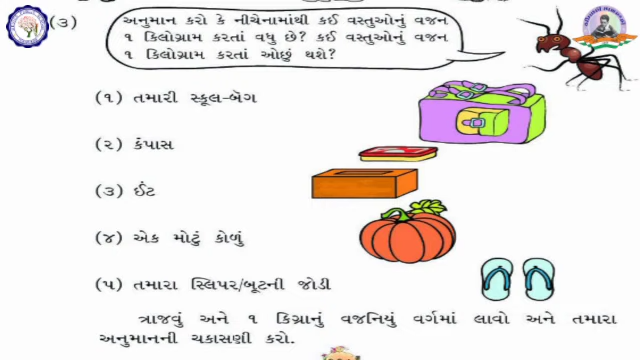 (૩) અનુમાન કરો કે નીચેનામાંથી કઈ વસ્તુઓનું વજન
૧ કિલોગ્રામ કરતાં વધુ છે? કઈ વસ્તુઓનું વજન
૧ કિલોગ્રામ કરતાં ઓછું થશે?
(૧) તમારી સ્કૂલ-બૅગ
(૨) કંપાસ
(૩) ઈંટ
(૪) એક મોટું કોળું
(૫) તમારા સ્લિપર/બૂટની જોડી
ત્રાજવું અને ૧ કિગ્રાનું વજનિયું વર્ગમાં લાવો અને તમારા
અનુમાનની ચકાસણી કરો.